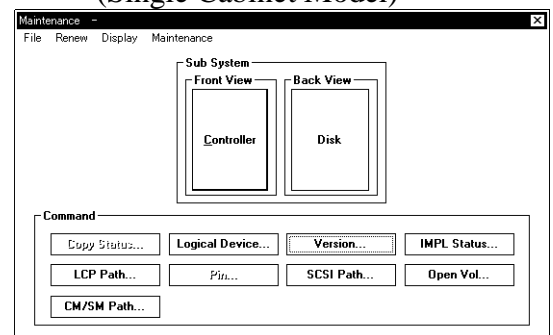 (Single Cabinet Model)
Maintenance -
File Renew Display Maintenance
Sub System
Front View Back View
Controller Disk
Command
Copy Status... Logical Device... Version... IMPL Status...
LCP Path... Pin... SCSI Path... Open Vol...
CM/SM Path...